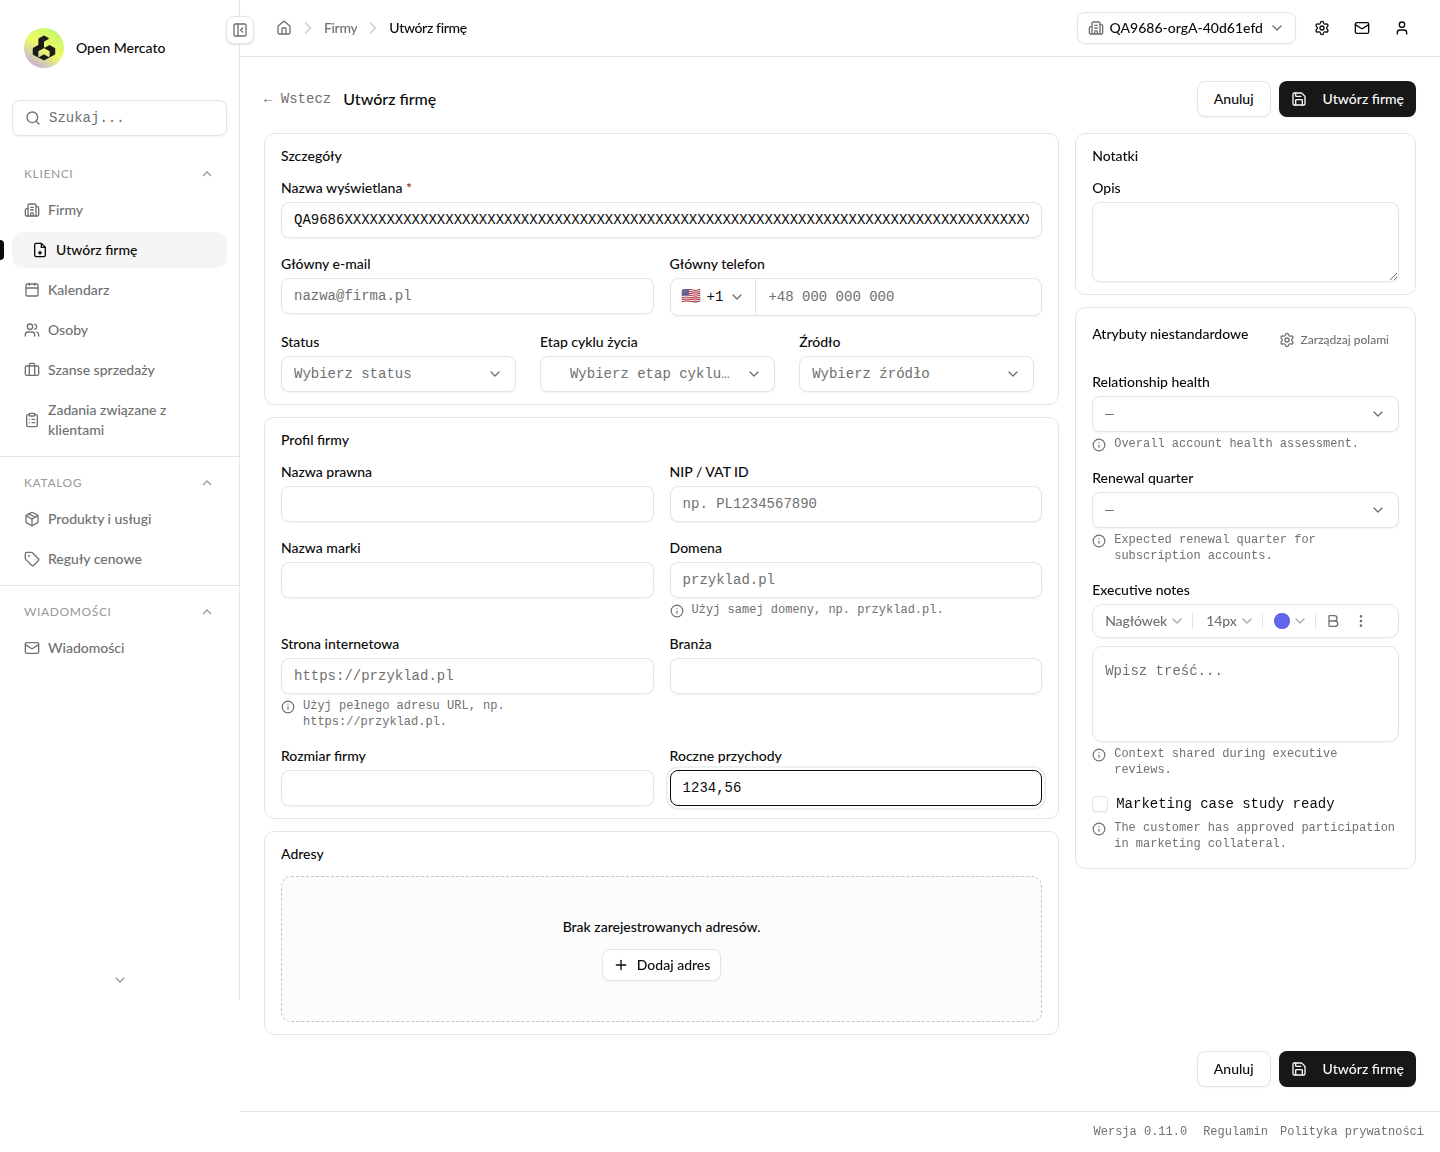 Open Mercato
Firmy
Utwórz firmę
QA9686-orgA-40d61efd
← Wstecz
Utwórz firmę
Anuluj
Utwórz firmę
Szukaj...
KLIENCI
Firmy
Utwórz firmę
Kalendarz
Osoby
Szanse sprzedaży
Zadania związane z
klientami
KATALOG
Produkty i usługi
Reguły cenowe
WIADOMOŚCI
Wiadomości
Szczegóły
Nazwa wyświetlana *
Główny e-mail
Główny telefon
nazwa@firma.pl
🇺🇸 +1
+48 000 000 000
Status
Etap cyklu życia
Źródło
Wybierz status
Wybierz etap cyklu…
Wybierz źródło
Profil firmy
Nazwa prawna
NIP / VAT ID
np. PL1234567890
Nazwa marki
Domena
przyklad.pl
Użyj samej domeny, np. przyklad.pl.
Strona internetowa
Branża
https://przyklad.pl
Użyj pełnego adresu URL, np.
https://przyklad.pl.
Rozmiar firmy
Roczne przychody
1234,56
Adresy
Brak zarejestrowanych adresów.
Dodaj adres
Notatki
Opis
Atrybuty niestandardowe
Zarządzaj polami
Relationship health
—
Overall account health assessment.
Renewal quarter
—
Expected renewal quarter for
subscription accounts.
Executive notes
Nagłówek
14px
B
Wpisz treść...
Context shared during executive
reviews.
Marketing case study ready
The customer has approved participation
in marketing collateral.
Anuluj
Utwórz firmę
Wersja 0.11.0
Regulamin
Polityka prywatności